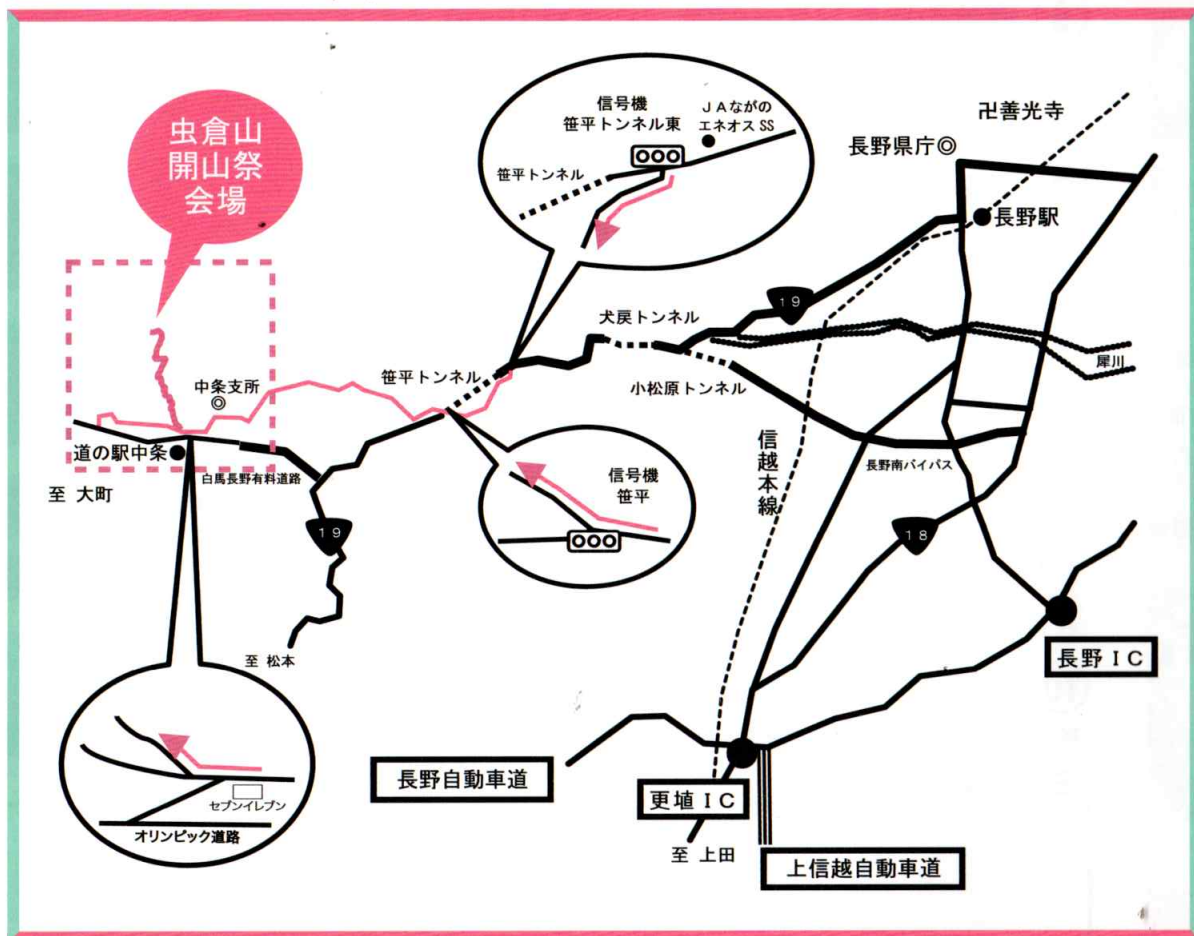 虫倉山
開山祭
会場
信号機
笹平トンネル東
JAながの
エネオスSS
笹平トンネル
卍善光寺
長野県庁◎
長野駅
19
犬戻トンネル
犀川
笹平トンネル
小松原トンネル
中条支所
◎
道の駅中条
白馬長野有料道路
至 大町
信号機
笹平
信越本線
長野南バイパス
19
18
至 松本
長野IC
セブンイレブン
オリンピック道路
長野自動車道
更埴IC
至 上田
上信越自動車道